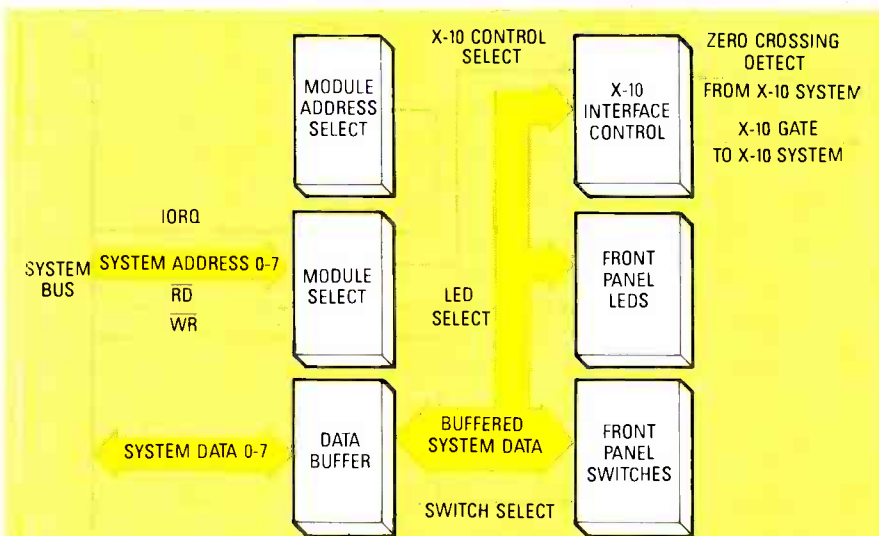 MODULE
ADDRESS
SELECT
X-10 CONTROL
SELECT
X-10
INTERFACE
CONTROL
ZERO CROSSING
DETECT
FROM X-10 SYSTEM
X-10 GATE
TO X-10 SYSTEM
IORQ
SYSTEM
BUS
SYSTEM ADDRESS 0-7
RD
WR
MODULE
SELECT
LED
SELECT
FRONT
PANEL
LEDS
SYSTEM DATA 0-7
DATA
BUFFER
BUFFERED
SYSTEM DATA
FRONT
PANEL
SWITCHES
SWITCH SELECT